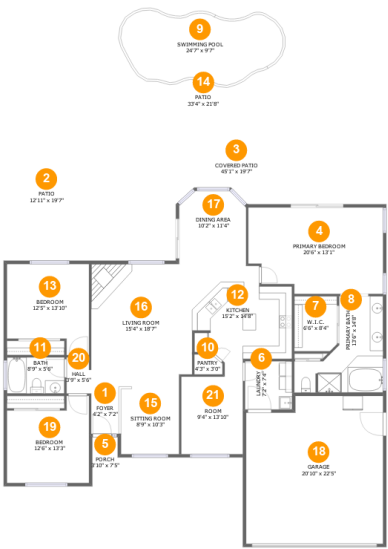 9
SWIMMING POOL
24'7" x 9'7"
14
PATIO
33'4" x 21'8"
3
COVERED PATIO
45'1" x 19'7"
2
PATIO
12'11" x 19'7"
17
DINING AREA
10'2" x 11'4"
4
PRIMARY BEDROOM
20'6" x 13'1"
13
BEDROOM
12'5" x 13'10"
16
LIVING ROOM
15'4" x 18'7"
12
KITCHEN
15'2" x 14'8"
7
W.I.C.
6'6" x 8'4"
8
PRIMARY BATH
13'6" x 14'8"
11
BATH
8'9" x 5'6"
20
HALL
3'9" x 5'6"
10
PANTRY
4'3" x 3'0"
6
LAUNDRY
7'2" x 7'4"
1
FOYER
4'2" x 7'2"
15
SITTING ROOM
8'9" x 10'3"
21
ROOM
9'4" x 13'10"
19
BEDROOM
12'6" x 13'3"
5
PORCH
3'10" x 7'5"
18
GARAGE
20'10" x 22'5"